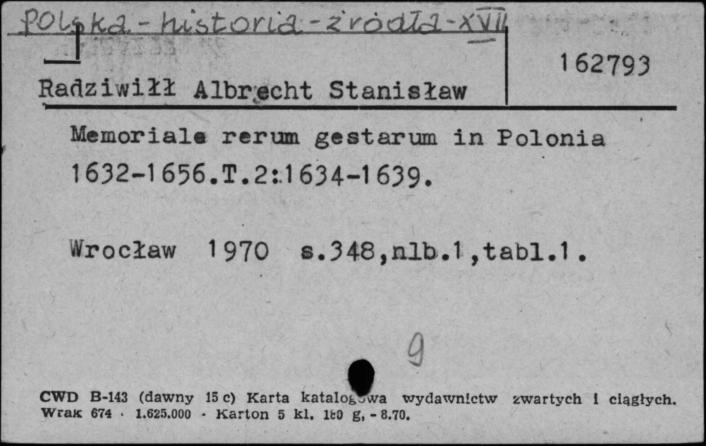 Polska - historia - źródła - XVII
162793
Radziwiłł Albrecht Stanisław
Memoriale rerum gestarum in Polonia
1632-1656.T.2:1634-1639.
Wrocław 1970 s.348,nlb.1,tabl.1.
9
CWD B-143 (dawny 15 c) Karta katalogowa wydawnictw zwartych i ciągłych.
Wrak 674 · 1.625.000 · Karton 5 kl. 180 g, - 8.70.